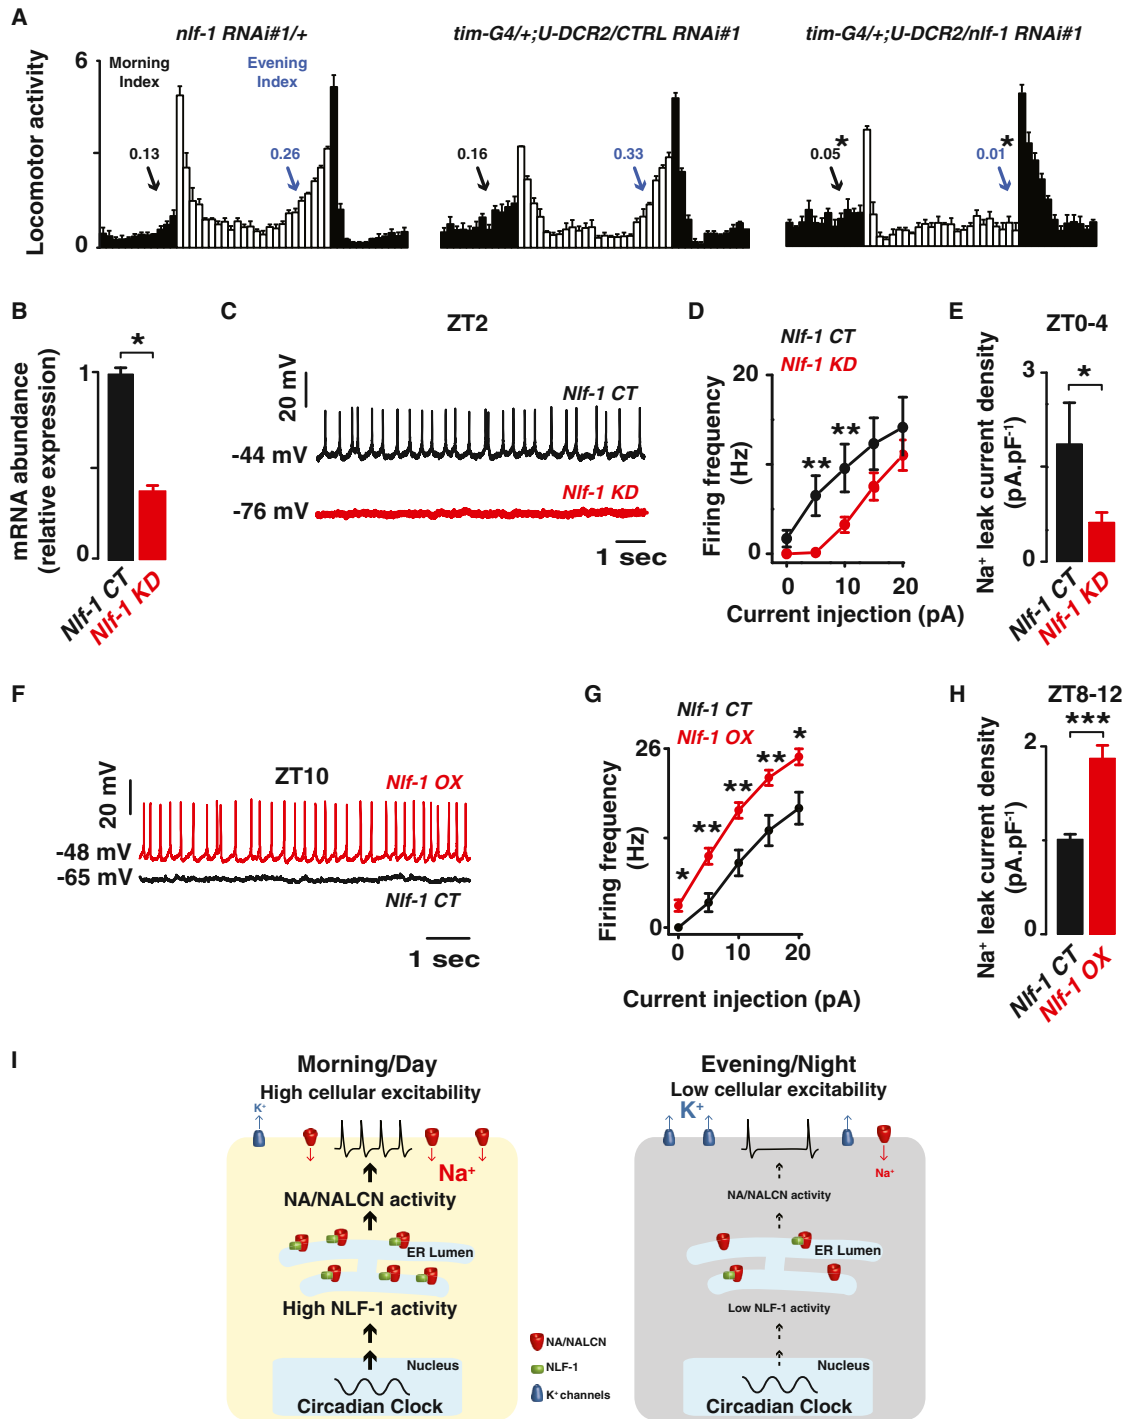 A
nlf-1 RNAi#1/+
tim-G4/+;U-DCR2/CTRL RNAi#1
tim-G4/+;U-DCR2/nlf-1 RNAi#1
Locomotor activity
6
3
0
Morning
Index
Evening
Index
0.13
0.26
0.16
0.33
0.05
*
0.01
*
B
mRNA abundance
(relative expression)
1
0
*
Nlf-1 CT
Nlf-1 KD
C
ZT2
20 mV
Nlf-1 CT
-44 mV
Nlf-1 KD
-76 mV
1 sec
D
Nlf-1 CT
Nlf-1 KD
Firing frequency
(Hz)
20
0
**
**
0
10
20
Current injection (pA)
E
ZT0-4
Na⁺ leak current density
(pA.pF⁻¹)
3
0
*
Nlf-1 CT
Nlf-1 KD
F
ZT10
20 mV
Nlf-1 OX
-48 mV
-65 mV
Nlf-1 CT
1 sec
G
Nlf-1 CT
Nlf-1 OX
Firing frequency
(Hz)
26
0
*
**
**
**
*
0
10
20
Current injection (pA)
H
ZT8-12
Na⁺ leak current density
(pA.pF⁻¹)
2
1
0
***
Nlf-1 CT
Nlf-1 OX
I
Morning/Day
High cellular excitability
K⁺
Na⁺
NA/NALCN activity
ER Lumen
High NLF-1 activity
Nucleus
Circadian Clock
NA/NALCN
NLF-1
K⁺ channels
Evening/Night
Low cellular excitability
K⁺
Na⁺
NA/NALCN activity
ER Lumen
Low NLF-1 activity
Nucleus
Circadian Clock